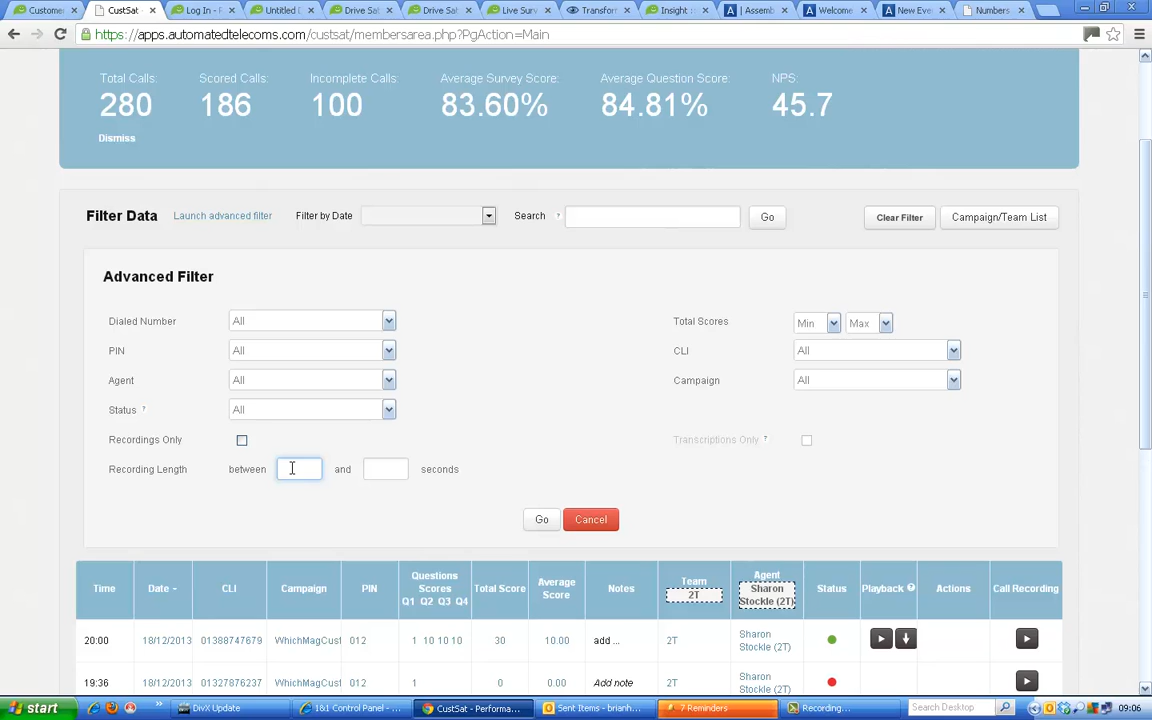 Custome
CustSat
Log In - R
Untitled D
Drive Sat
Drive Sat
Live Surv
Transform
Insight ::
| Assemb
Welcome
New Eve
Numbers
https://apps.automatedtelecoms.com/custsat/membersarea.php?PgAction=Main
Total Calls: Scored Calls: Incomplete Calls: Average Survey Score: Average Question Score: NPS:
280 186 100 83.60% 84.81% 45.7
Dismiss
Filter Data Launch advanced filter Filter by Date Search ? Go Clear Filter Campaign/Team List
Advanced Filter
Dialed Number All Total Scores Min Max
PIN All CLI All
Agent All Campaign All
Status ? All
Recordings Only Transcriptions Only ?
Recording Length between and seconds
Go Cancel
Time Date CLI Campaign PIN Questions Scores Q1 Q2 Q3 Q4 Total Score Average Score Notes Team 2T Agent Sharon Stockle (2T) Status Playback ? Actions Call Recording
20:00 18/12/2013 01388747679 WhichMagCust 012 1 10 10 10 30 10.00 add ... 2T Sharon Stockle (2T)
19:36 18/12/2013 01327876237 WhichMagCust 012 1 0 0.00 Add note 2T Sharon Stockle (2T)
start DivX Update 1&1 Control Panel - ... CustSat - Performa... Sent Items - brianh... 7 Reminders Recording... Search Desktop 09:06